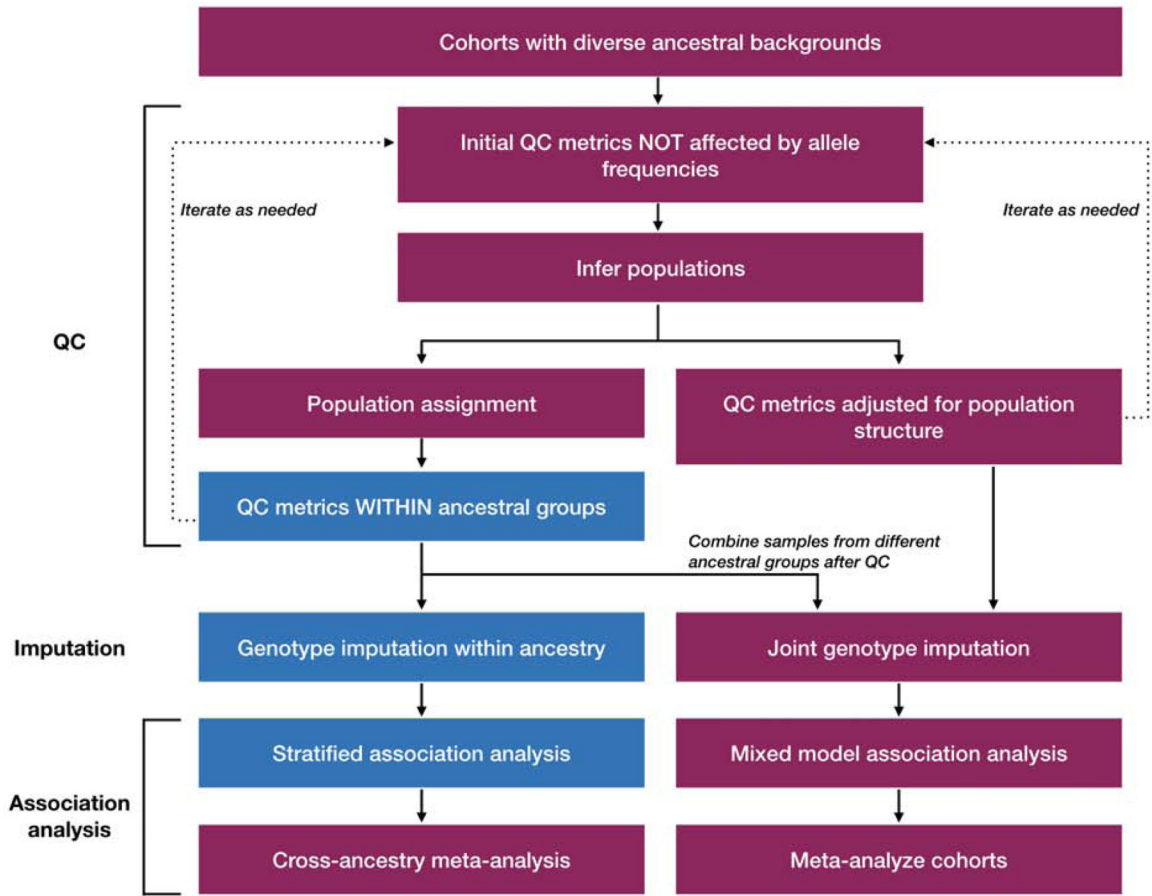 Cohorts with diverse ancestral backgrounds
Initial QC metrics NOT affected by allele
frequencies
Iterate as needed
Iterate as needed
Infer populations
QC
Population assignment
QC metrics adjusted for population
structure
QC metrics WITHIN ancestral groups
Combine samples from different
ancestral groups after QC
Imputation
Genotype imputation within ancestry
Joint genotype imputation
Stratified association analysis
Mixed model association analysis
Association
analysis
Cross-ancestry meta-analysis
Meta-analyze cohorts